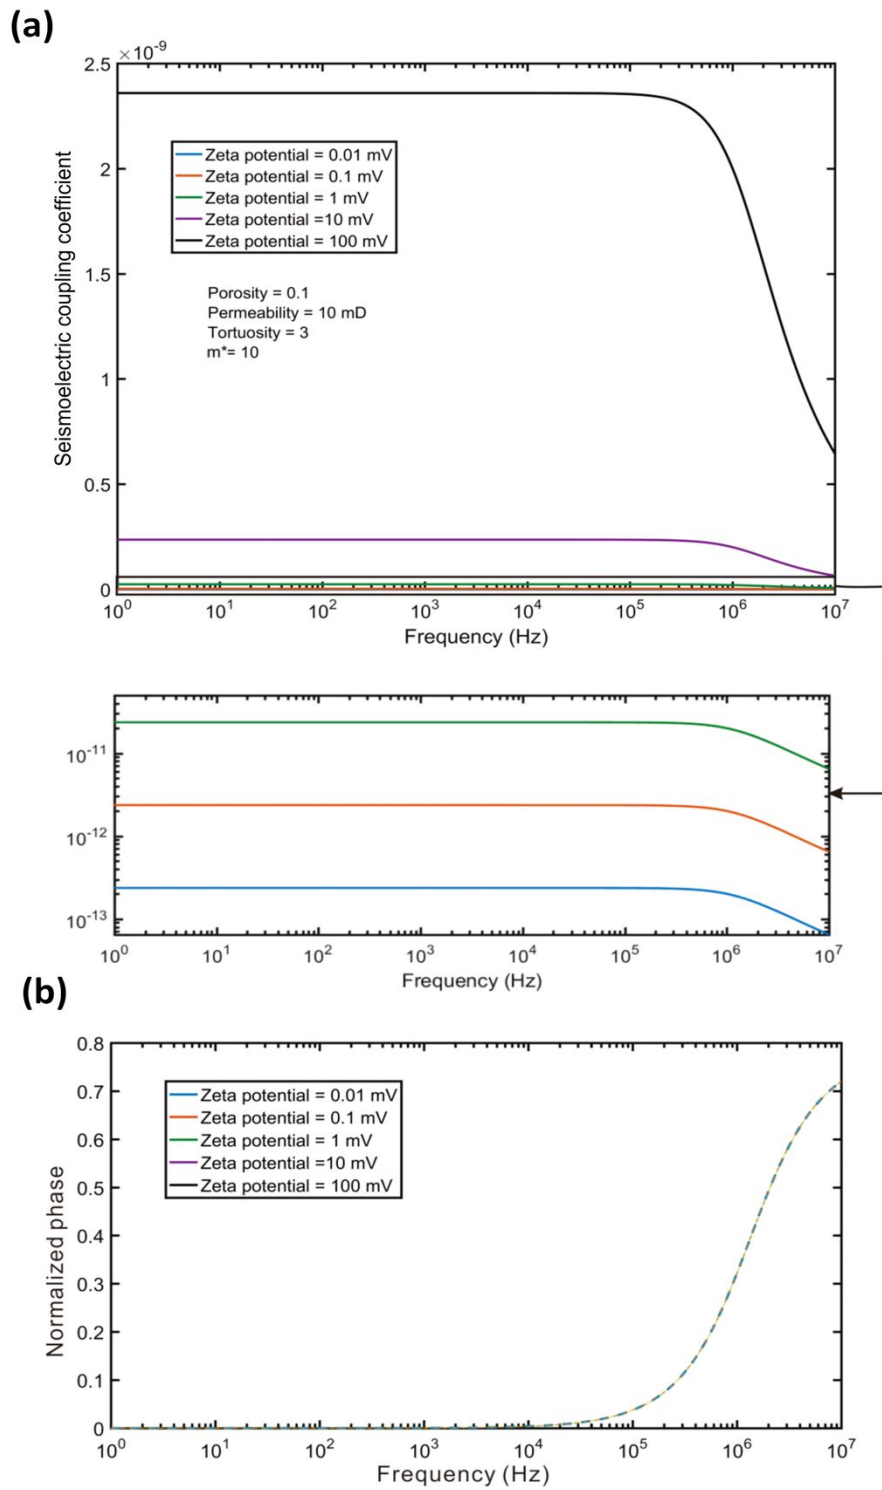 (a)
×10⁻⁹
2.5
2
1.5
1
0.5
0
Seismoelectric coupling coefficient
Zeta potential = 0.01 mV
Zeta potential = 0.1 mV
Zeta potential = 1 mV
Zeta potential =10 mV
Zeta potential = 100 mV
Porosity = 0.1
Permeability = 10 mD
Tortuosity = 3
m*= 10
10⁰ 10¹ 10² 10³ 10⁴ 10⁵ 10⁶ 10⁷
Frequency (Hz)
10⁻¹¹
10⁻¹²
10⁻¹³
10⁰ 10¹ 10² 10³ 10⁴ 10⁵ 10⁶ 10⁷
Frequency (Hz)
(b)
0.8
0.7
0.6
0.5
0.4
0.3
0.2
0.1
0
Normalized phase
Zeta potential = 0.01 mV
Zeta potential = 0.1 mV
Zeta potential = 1 mV
Zeta potential =10 mV
Zeta potential = 100 mV
10⁰ 10¹ 10² 10³ 10⁴ 10⁵ 10⁶ 10⁷
Frequency (Hz)